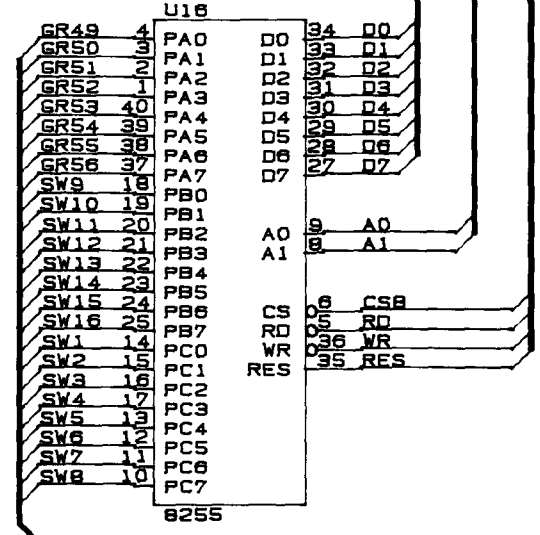 U16
GR49 4 PA0 D0 34 D0
GR50 3 PA1 D1 33 D1
GR51 2 PA2 D2 32 D2
GR52 1 PA3 D3 31 D3
GR53 40 PA4 D4 30 D4
GR54 39 PA5 D5 29 D5
GR55 38 PA6 D6 28 D6
GR56 37 PA7 D7 27 D7
SW9 18 PB0
SW10 19 PB1
SW11 20 PB2 A0 9 A0
SW12 21 PB3 A1 8 A1
SW13 22 PB4
SW14 23 PB5
SW15 24 PB6 CS 6 CSB
SW16 25 PB7 RD 5 RD
SW1 14 PC0 WR 36 WR
SW2 15 PC1 RES 35 RES
SW3 16 PC2
SW4 17 PC3
SW5 13 PC4
SW6 12 PC5
SW7 11 PC6
SW8 10 PC7
8255